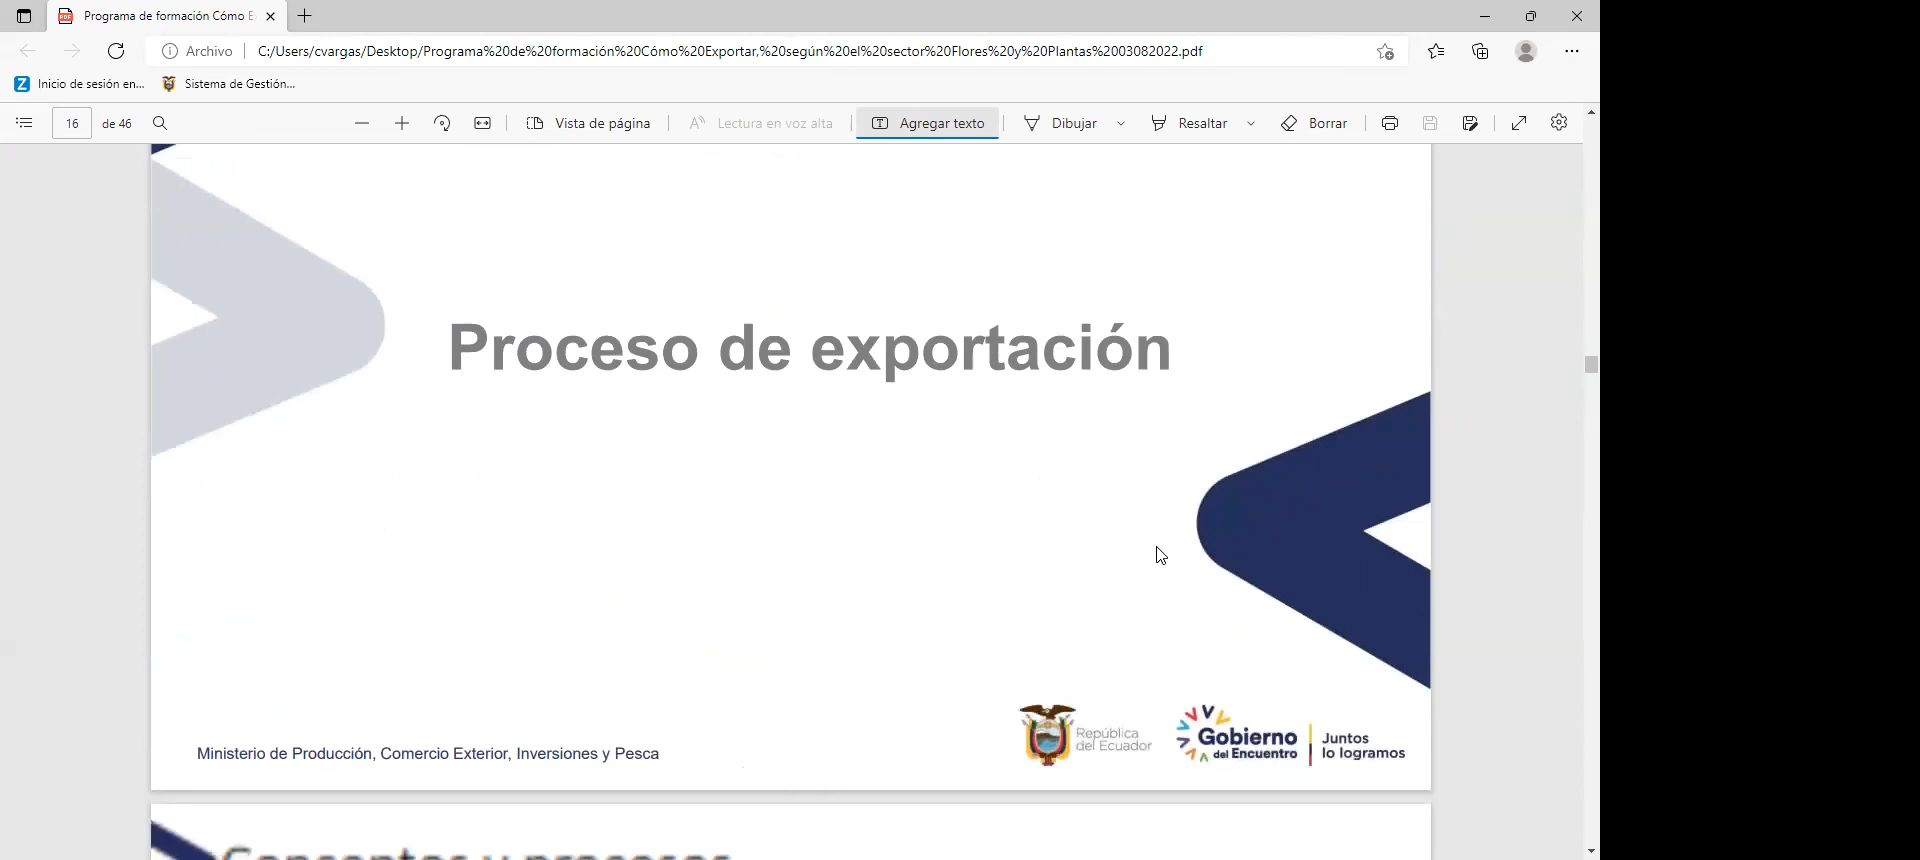 Programa de formación Cómo E
Archivo
C:/Users/cvargas/Desktop/Programa%20de%20formación%20Cómo%20Exportar,%20según%20el%20sector%20Flores%20y%20Plantas%2003082022.pdf
Inicio de sesión en...
Sistema de Gestión...
16 de 46
Vista de página
Lectura en voz alta
Agregar texto
Dibujar
Resaltar
Borrar
Proceso de exportación
República
del Ecuador
Gobierno
del Encuentro
Juntos
lo logramos
Ministerio de Producción, Comercio Exterior, Inversiones y Pesca
Conceptos y procesos